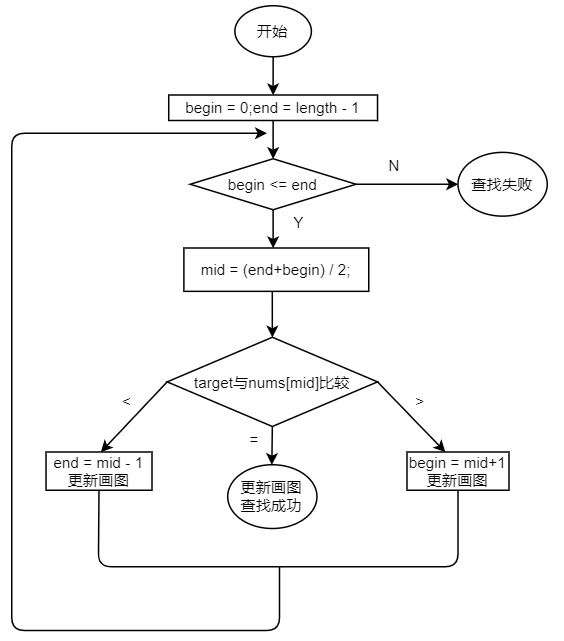 开始
begin = 0;end = length - 1
begin <= end
N
查找失败
Y
mid = (end+begin) / 2;
target与nums[mid]比较
<
>
=
end = mid - 1
更新画图
更新画图
查找成功
begin = mid+1
更新画图